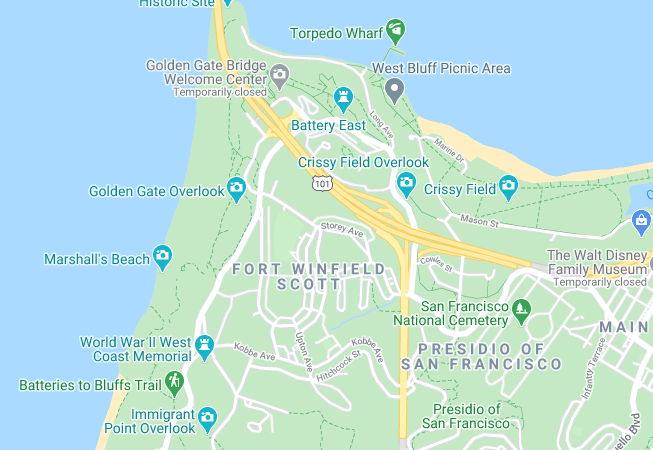 Historic Site
Torpedo Wharf
Golden Gate Bridge
Welcome Center
Temporarily closed
West Bluff Picnic Area
Battery East
Long Ave
Marine Dr
Crissy Field Overlook
101
Golden Gate Overlook
Crissy Field
Mason St
Storey Ave
Marshall's Beach
FORT WINFIELD
SCOTT
Cowles St
The Walt Disney
Family Museum
Temporarily closed
San Francisco
National Cemetery
MAIN
World War II West
Coast Memorial
Kobbe Ave
Upton Ave
Kobbe Ave
Hitchcock St
PRESIDIO OF
SAN FRANCISCO
Infantry Terrace
Batteries to Bluffs Trail
Immigrant
Point Overlook
Presidio of
San Francisco
uello Blvd